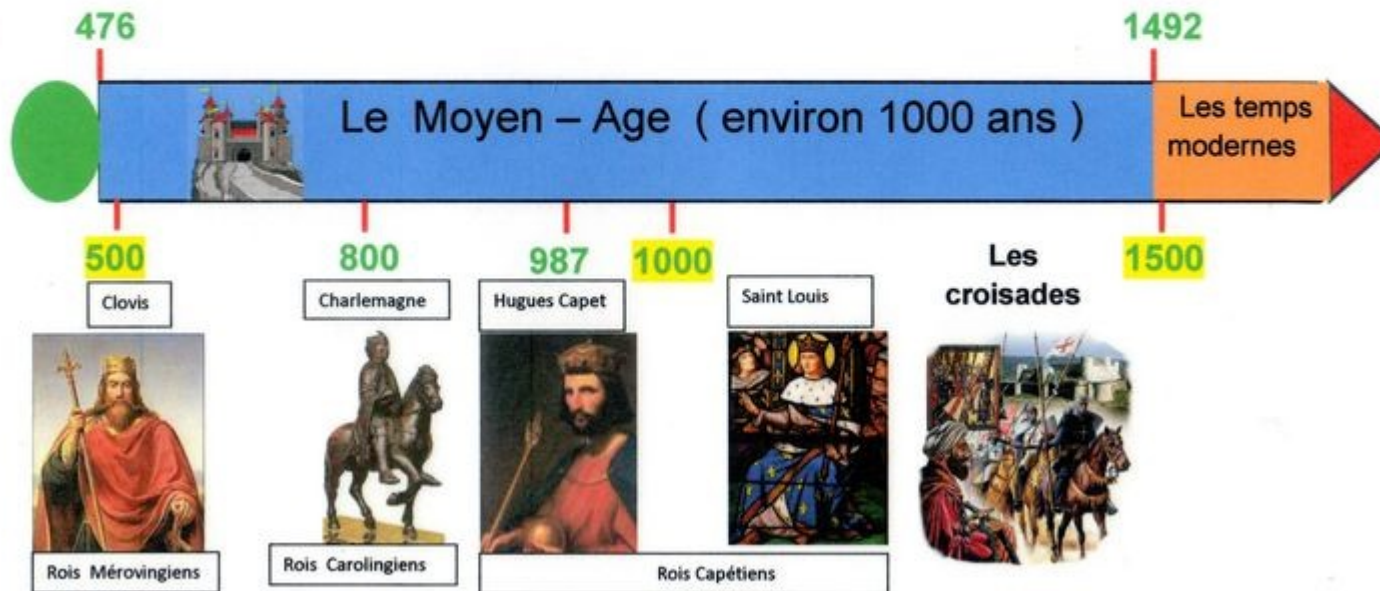 476
1492
Le Moyen – Age ( environ 1000 ans )
Les temps
modernes
500
800
987
1000
1500
Clovis
Charlemagne
Hugues Capet
Saint Louis
Les
croisades
Rois Mérovingiens
Rois Carolingiens
Rois Capétiens